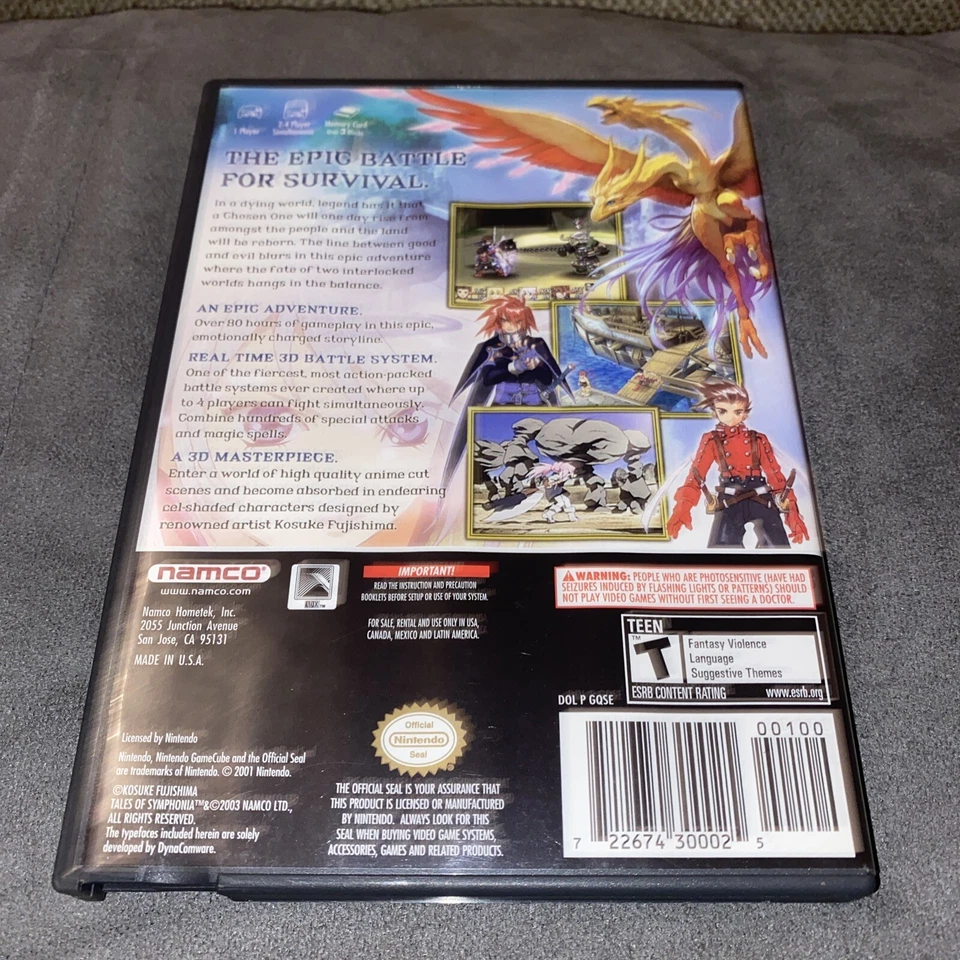 1 Player
2-4 Player
Simultaneous
Memory Card
3 Blocks
THE EPIC BATTLE
FOR SURVIVAL.
In a dying world, legend has it that
a Chosen One will one day rise from
amongst the people and the land
will be reborn. The line between good
and evil blurs in this epic adventure
where the fate of two interlocked
worlds hangs in the balance.
AN EPIC ADVENTURE.
Over 80 hours of gameplay in this epic,
emotionally charged storyline.
REAL TIME 3D BATTLE SYSTEM.
One of the fiercest, most action-packed
battle systems ever created where up
to 4 players can fight simultaneously.
Combine hundreds of special attacks
and magic spells.
A 3D MASTERPIECE.
Enter a world of high quality anime cut
scenes and become absorbed in endearing
cel-shaded characters designed by
renowned artist Kosuke Fujishima.
namco®
www.namco.com
Namco Hometek, Inc.
2055 Junction Avenue
San Jose, CA 95131
MADE IN U.S.A.
IMPORTANT!
READ THE INSTRUCTION AND PRECAUTION
BOOKLETS BEFORE SETUP OR USE OF YOUR SYSTEM.
FOR SALE, RENTAL AND USE ONLY IN USA,
CANADA, MEXICO AND LATIN AMERICA.
WARNING: PEOPLE WHO ARE PHOTOSENSITIVE (HAVE HAD
SEIZURES INDUCED BY FLASHING LIGHTS OR PATTERNS) SHOULD
NOT PLAY VIDEO GAMES WITHOUT FIRST SEEING A DOCTOR.
TEEN
T
Fantasy Violence
Language
Suggestive Themes
ESRB CONTENT RATING www.esrb.org
DOL P GQSE
Licensed by Nintendo
Nintendo, Nintendo GameCube and the Official Seal
are trademarks of Nintendo. © 2001 Nintendo.
©KOSUKE FUJISHIMA
TALES OF SYMPHONIA™&©2003 NAMCO LTD.,
ALL RIGHTS RESERVED.
The typefaces included herein are solely
developed by DynaComware.
Official
Nintendo
Seal
THE OFFICIAL SEAL IS YOUR ASSURANCE THAT
THIS PRODUCT IS LICENSED OR MANUFACTURED
BY NINTENDO. ALWAYS LOOK FOR THIS
SEAL WHEN BUYING VIDEO GAME SYSTEMS,
ACCESSORIES, GAMES AND RELATED PRODUCTS.
00100
7 22674 30002 5